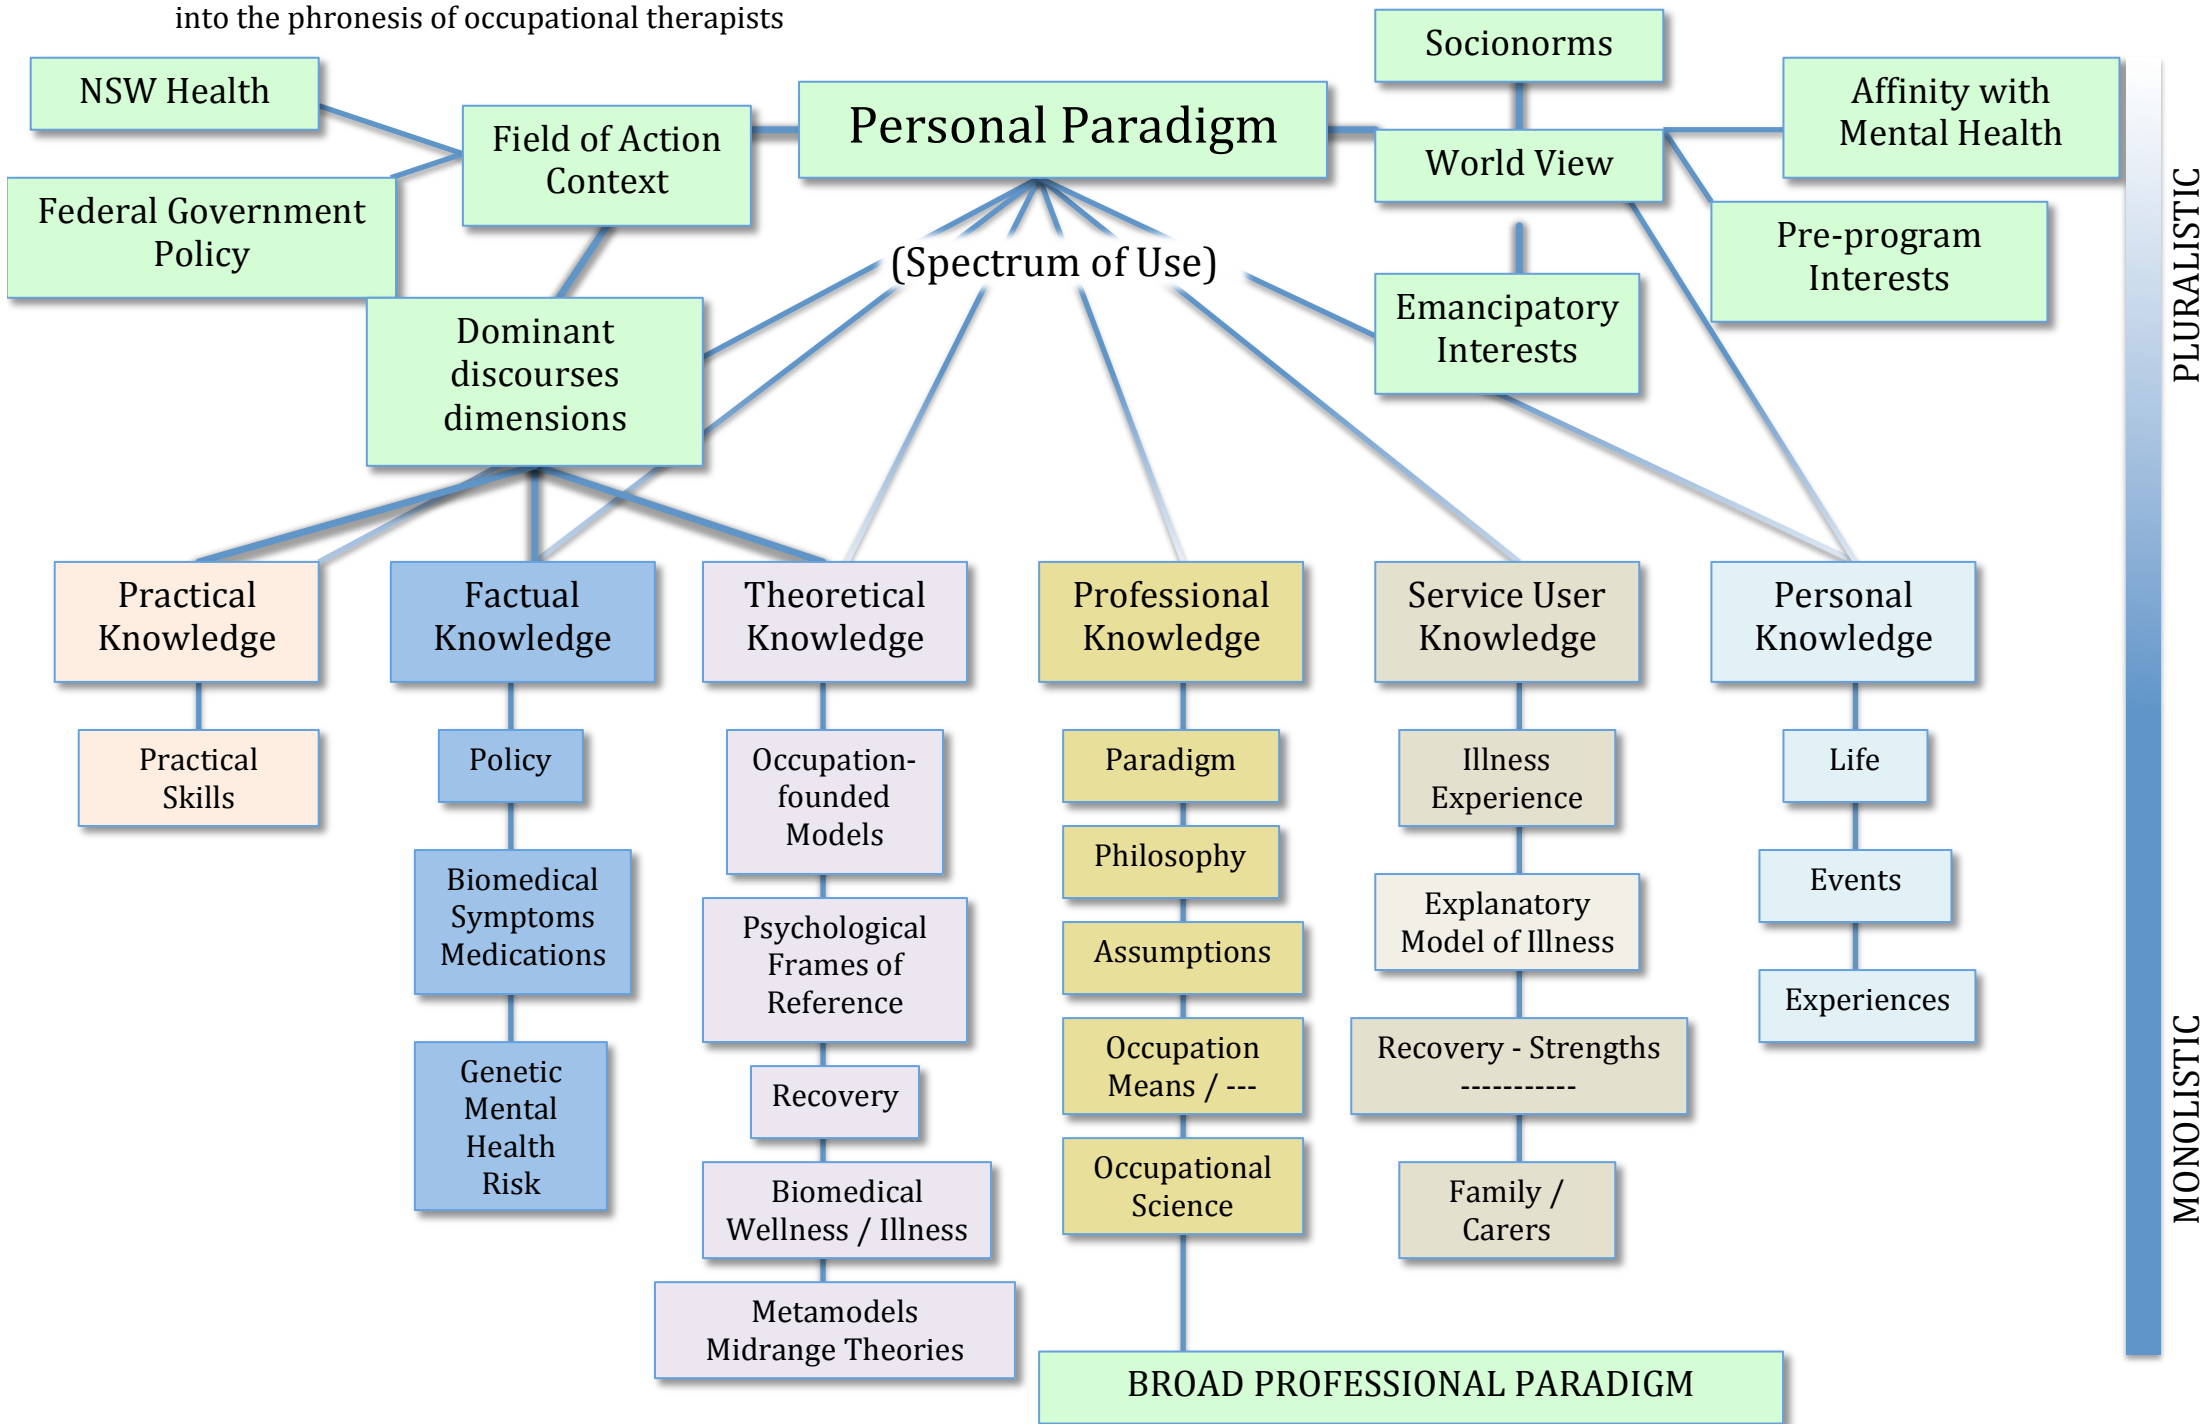 into the phronesis of occupational therapists
NSW Health
Federal Government
Policy
Field of Action
Context
Personal Paradigm
Socionorms
World View
Affinity with
Mental Health
Pre-program
Interests
Emancipatory
Interests
(Spectrum of Use)
Dominant
discourses
dimensions
PLURALISTIC
MONOLISTIC
Practical
Knowledge
Practical
Skills
Factual
Knowledge
Policy
Biomedical
Symptoms
Medications
Genetic
Mental
Health
Risk
Theoretical
Knowledge
Occupation-
founded
Models
Psychological
Frames of
Reference
Recovery
Biomedical
Wellness / Illness
Metamodels
Midrange Theories
Professional
Knowledge
Paradigm
Philosophy
Assumptions
Occupation
Means / ---
Occupational
Science
BROAD PROFESSIONAL PARADIGM
Service User
Knowledge
Illness
Experience
Explanatory
Model of Illness
Recovery - Strengths
-----------
Family /
Carers
Personal
Knowledge
Life
Events
Experiences